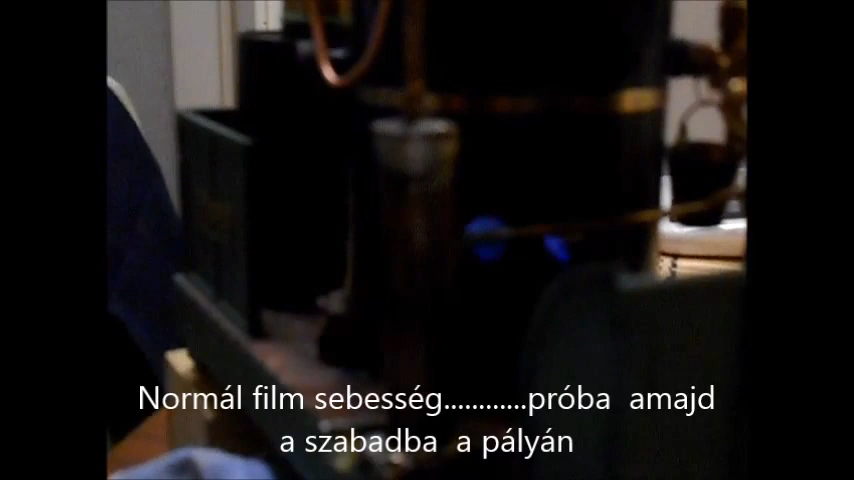 Normál film sebesség............próba  amajd
a szabadba  a pályán